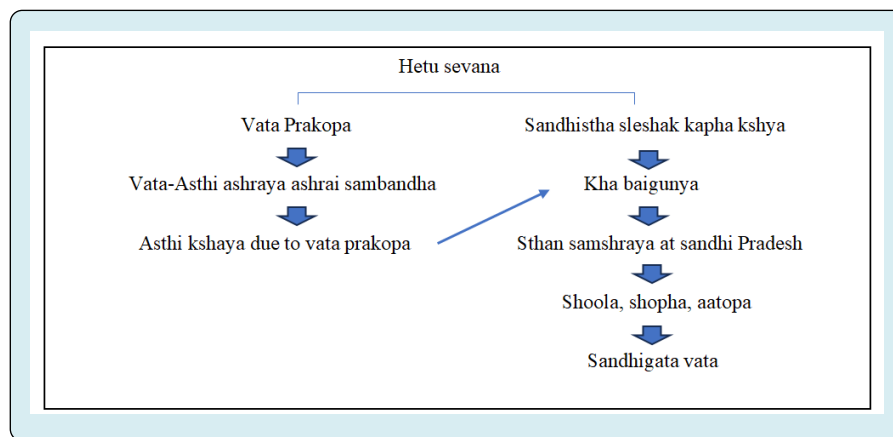 Hetu sevana
Vata Prakopa
Sandhistha sleshak kapha kshya
Vata-Asthi ashraya ashrai sambandha
Kha baigunya
Asthi kshaya due to vata prakopa
Sthan samshraya at sandhi Pradesh
Shoola, shopha, aatopa
Sandhigata vata